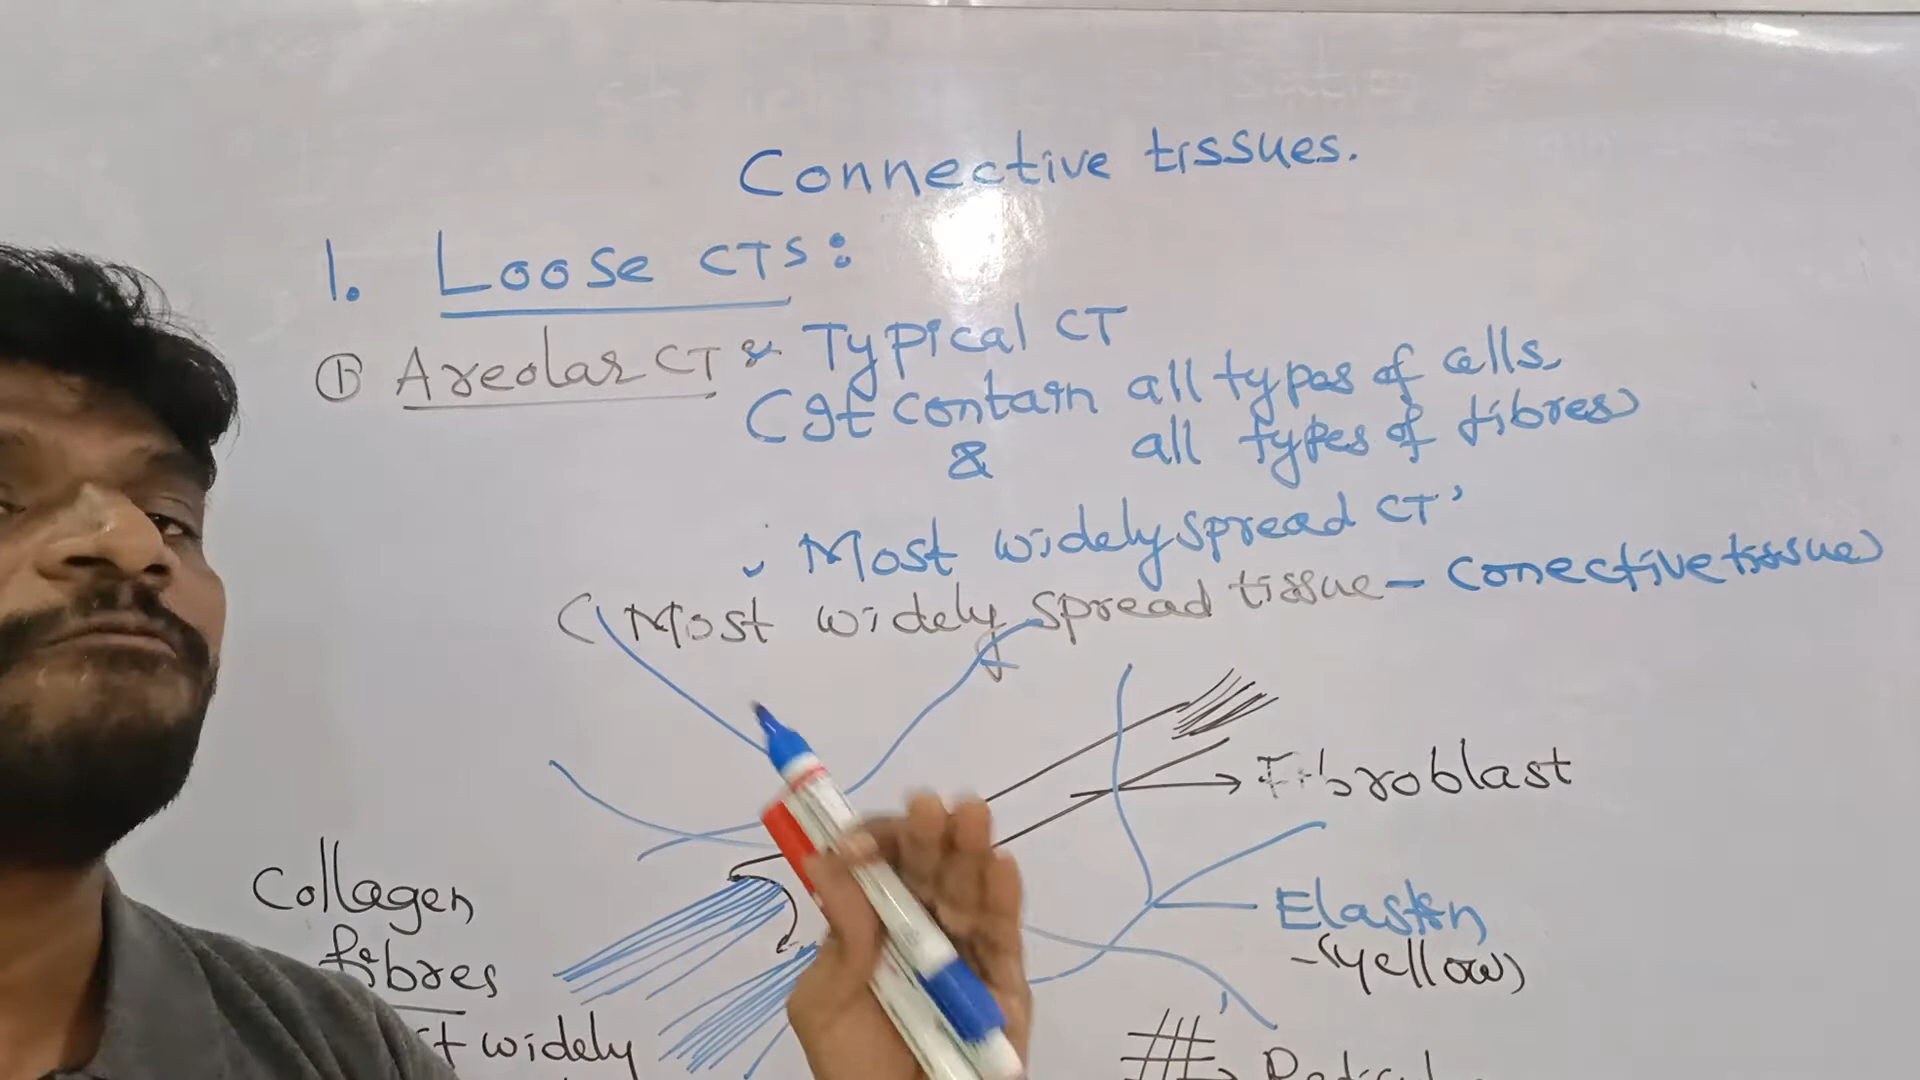 Connective tissues.
1. Loose CTS:
① Areolar CT :- Typical CT
(It contain all types of cells
& all types of fibres)
Most widely spread CT
(Most widely spread tissue - conective tissue)
Fibroblast
Collagen
fibres
Elastin
-(yellow)
widely